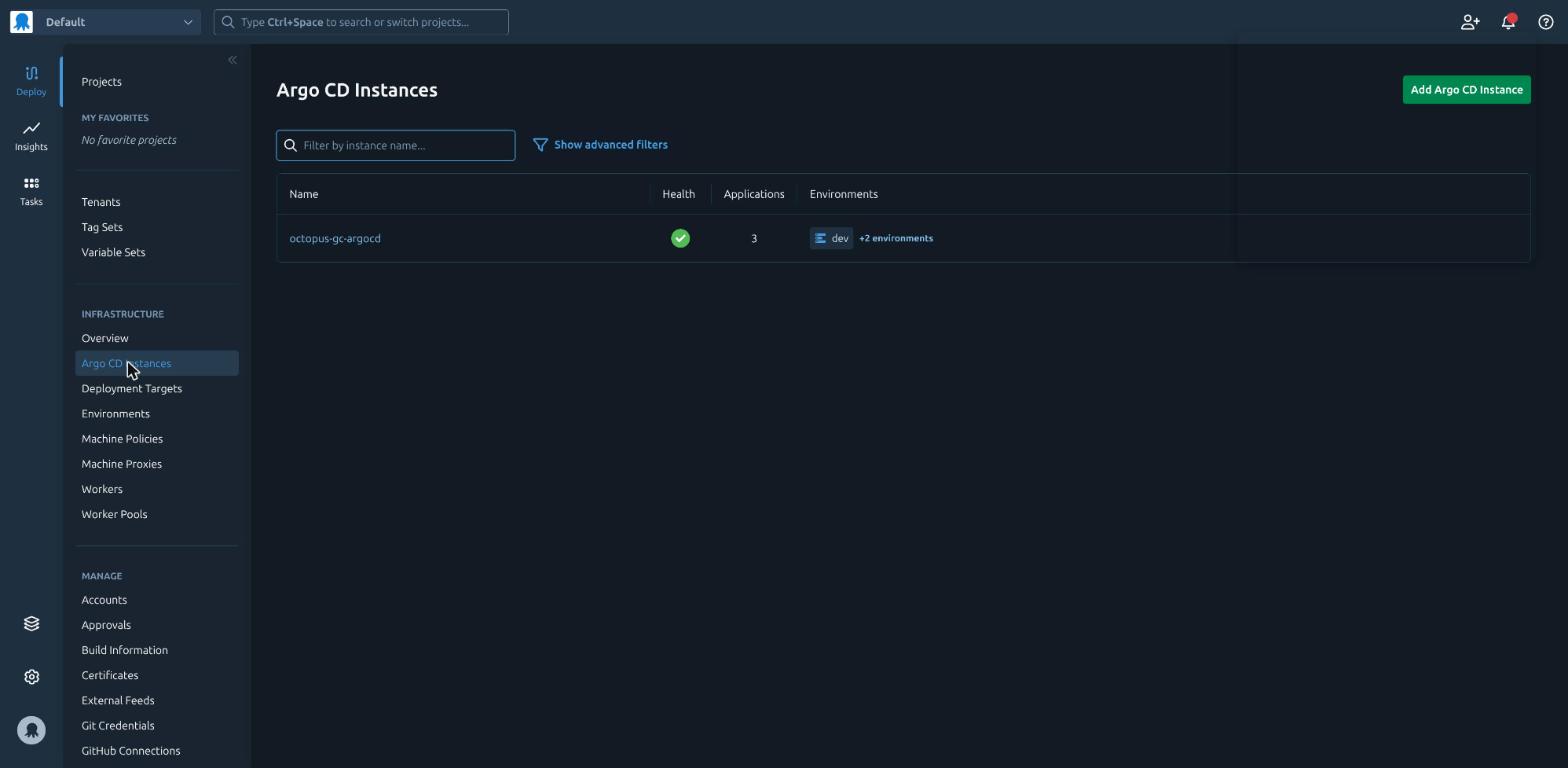 Default
Type Ctrl+Space to search or switch projects...
Deploy
Insights
Tasks
Projects
MY FAVORITES
No favorite projects
Tenants
Tag Sets
Variable Sets
INFRASTRUCTURE
Overview
Argo CD Instances
Deployment Targets
Environments
Machine Policies
Machine Proxies
Workers
Worker Pools
MANAGE
Accounts
Approvals
Build Information
Certificates
External Feeds
Git Credentials
GitHub Connections
Argo CD Instances
Add Argo CD Instance
Filter by instance name...
Show advanced filters
Name Health Applications Environments
octopus-gc-argocd 3 dev +2 environments